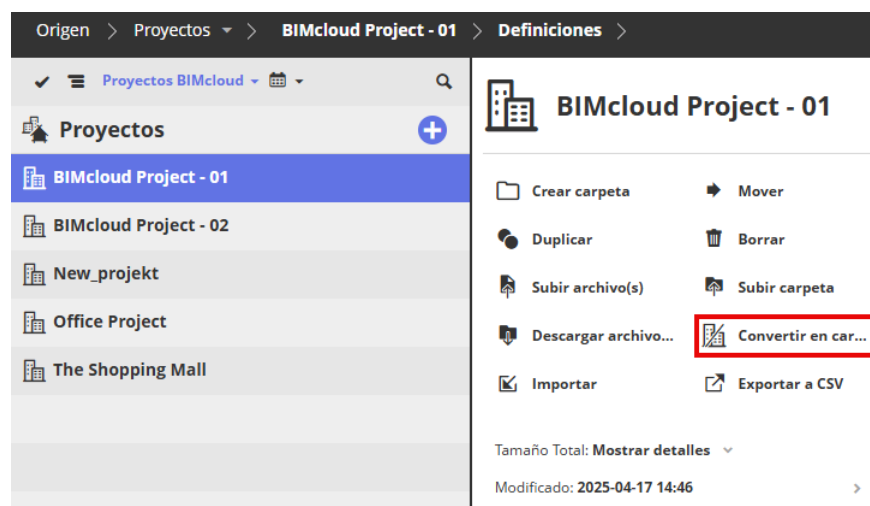 Origen > Proyectos > BIMcloud Project - 01 > Definiciones >
Proyectos BIMcloud
Proyectos
BIMcloud Project - 01
BIMcloud Project - 02
New_projekt
Office Project
The Shopping Mall
BIMcloud Project - 01
Crear carpeta Mover
Duplicar Borrar
Subir archivo(s) Subir carpeta
Descargar archivo... Convertir en car...
Importar Exportar a CSV
Tamaño Total: Mostrar detalles
Modificado: 2025-04-17 14:46